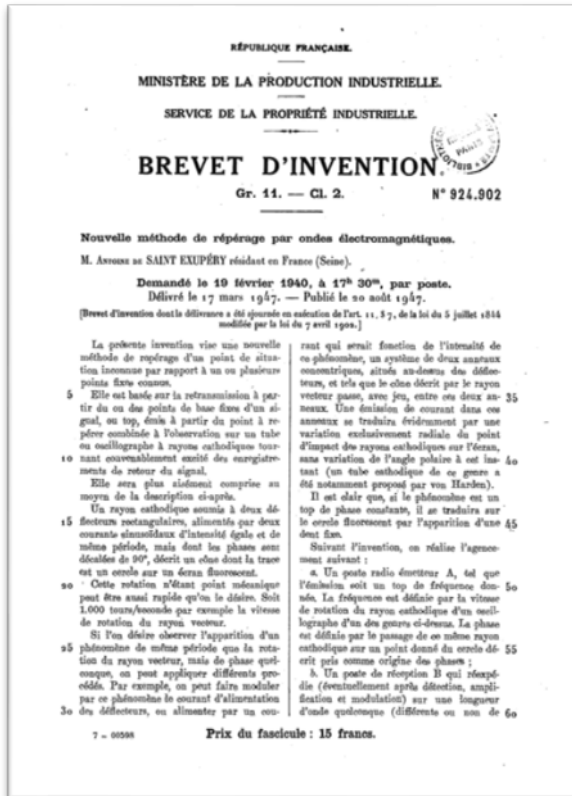 RÉPUBLIQUE FRANÇAISE.
MINISTÈRE DE LA PRODUCTION INDUSTRIELLE.
SERVICE DE LA PROPRIÉTÉ INDUSTRIELLE.
BREVET D'INVENTION.
Gr. 11. — Cl. 2.
N° 924.902
Nouvelle méthode de répérage par ondes électromagnétiques.
M. Antoine de SAINT EXUPÉRY résidant en France (Seine).
Demandé le 19 février 1940, à 17h 30m, par poste.
Délivré le 17 mars 1947. — Publié le 20 août 1947.
[Brevet d'invention dont la délivrance a été ajournée en exécution de l'art. 11, § 7, de la loi du 5 juillet 1844
modifiée par la loi du 7 avril 1902.]
La présente invention vise une nouvelle
méthode de repérage d'un point de situa-
tion inconnue par rapport à un ou plusieurs
points fixes connus.
5 Elle est basée sur la retransmission à par-
tir du ou des points de base fixes d'un si-
gnal, ou top, émis à partir du point à re-
pérer combinée à l'observation sur un tube
ou oscillographe à rayons cathodiques tour-
10 nant convenablement excité des enregistre-
ments de retour du signal.
Elle sera plus aisément comprise au
moyen de la description ci-après.
Un rayon cathodique soumis à deux dé-
15 flecteurs rectangulaires, alimentés par deux
courants sinusoïdaux d'intensité égale et de
même période, mais dont les phases sont
décalées de 90°, décrit un cône dont la trace
est un cercle sur un écran fluorescent.
20 Cette rotation n'étant point mécanique
peut être aussi rapide qu'on le désire. Soit
1.000 tours/seconde par exemple la vitesse
de rotation du rayon vecteur.
Si l'on désire observer l'apparition d'un
25 phénomène de même période que la rota-
tion du rayon vecteur, mais de phase quel-
conque, on peut appliquer différents pro-
cédés. Par exemple, on peut faire moduler
par ce phénomène le courant d'alimentation
30 des déflecteurs, ou alimenter par un cou-
rant qui serait fonction de l'intensité de
ce phénomène, un système de deux anneaux
concentriques, situés au-dessus des déflec-
teurs, et tels que le cône décrit par le rayon
vecteur passe, avec jeu, entre ces deux an- 35
neaux. Une émission de courant dans ces
anneaux se traduira évidemment par une
variation exclusivement radiale du point
d'impact des rayons cathodiques sur l'écran,
sans variation de l'angle polaire à cet ins- 40
tant (un tube cathodique de ce genre a
été notamment proposé par von Harden).
Il est clair que, si le phénomène est un
top de phase constante, il se traduira sur
le cercle fluorescent par l'apparition d'une 45
dent fixe.
Suivant l'invention, on réalise l'agence-
ment suivant :
a. Un poste radio émetteur A, tel que
l'émission soit un top de fréquence don- 50
née. La fréquence est définie par la vitesse
de rotation du rayon cathodique d'un oscil-
lographe d'un des genres ci-dessus. La phase
est définie par le passage de ce même rayon
cathodique sur un point donné du cercle dé- 55
crit pris comme origine des phases ;
b. Un poste de réception B qui réexpé-
die (éventuellement après détection, ampli-
fication et modulation) sur une longueur
d'onde quelconque (différente ou non de 60
7 — 00598
Prix du fascicule : 15 francs.